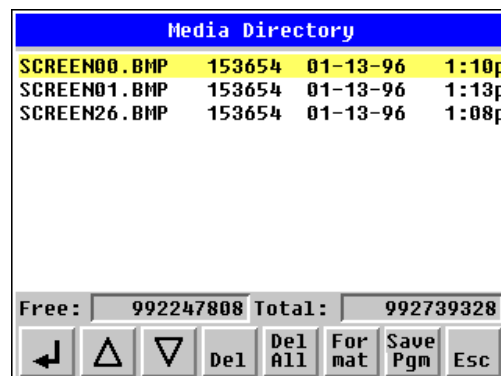 Media Directory
SCREEN00.BMP 153654 01-13-96 1:10p
SCREEN01.BMP 153654 01-13-96 1:13p
SCREEN26.BMP 153654 01-13-96 1:08p
Free: 992247808 Total: 992739328
Del Del All For mat Save Pgm Esc